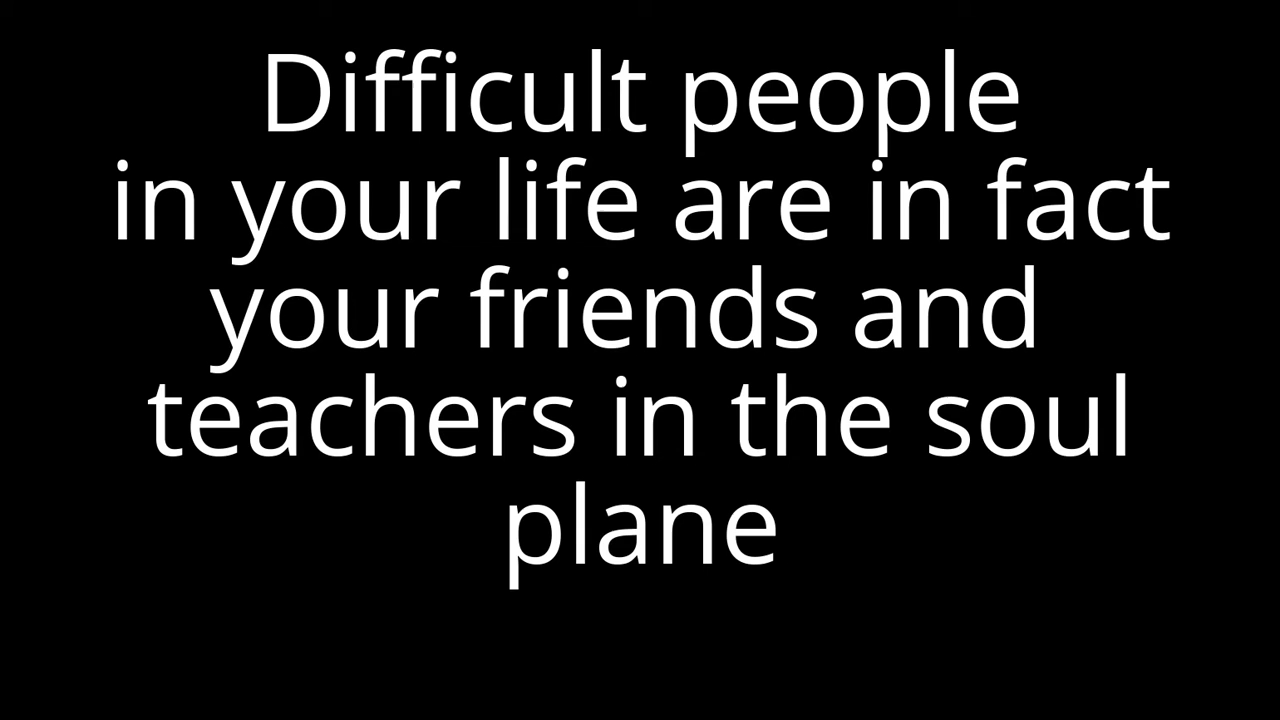 Difficult people
in your life are in fact
your friends and
teachers in the soul
plane